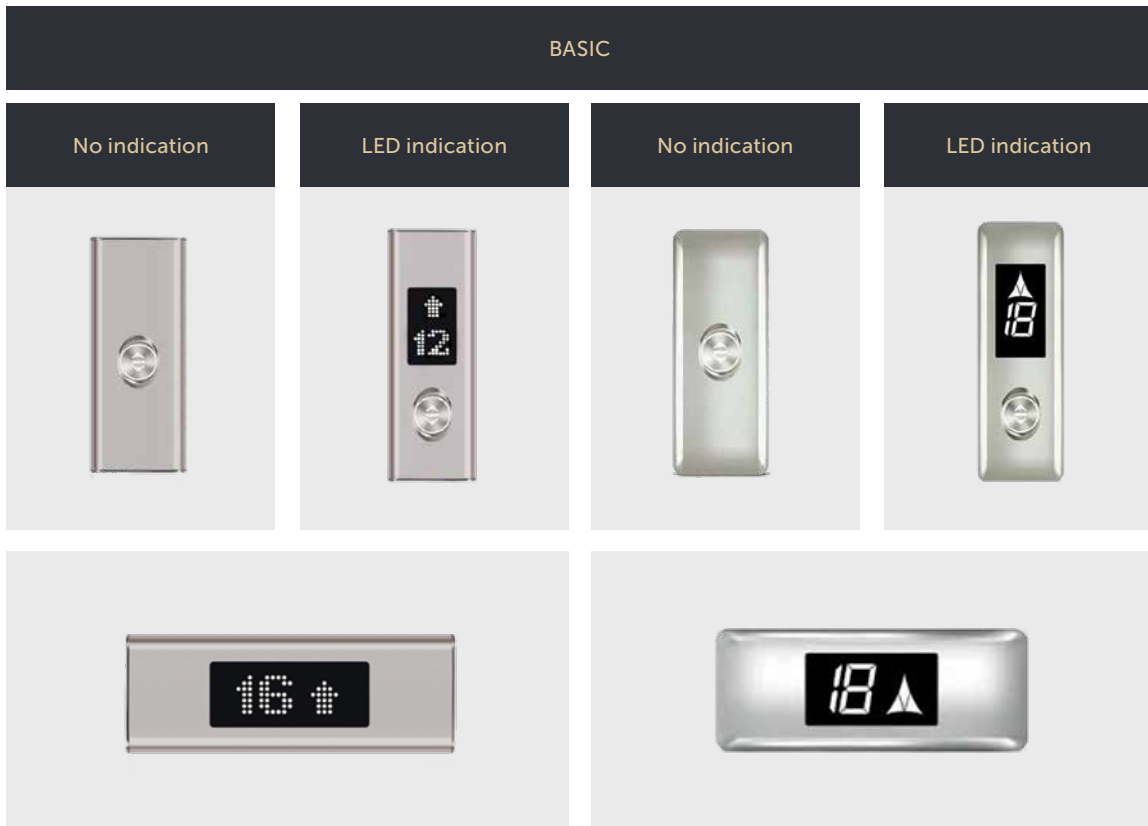 BASIC
No indication
LED indication
No indication
LED indication
12
18
16
18